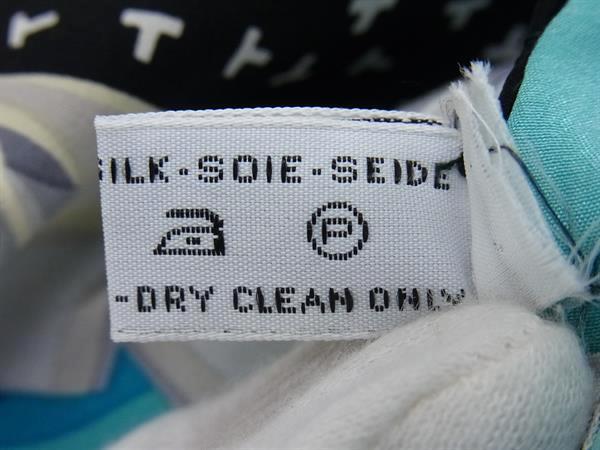 T T T T T
SILK-SOIE-SEIDE
P
-DRY CLEAN ONLY